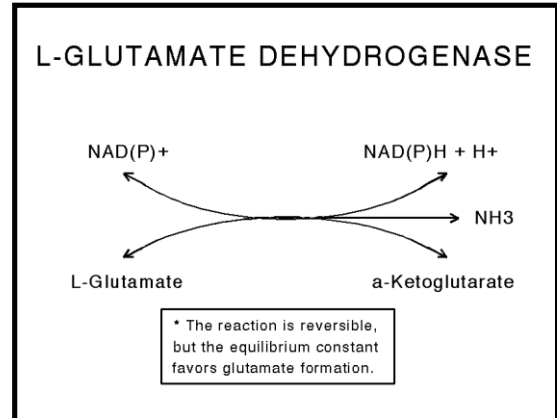 L-GLUTAMATE DEHYDROGENASE
NAD(P)+
NAD(P)H + H+
NH3
L-Glutamate
a-Ketoglutarate
* The reaction is reversible,
but the equilibrium constant
favors glutamate formation.